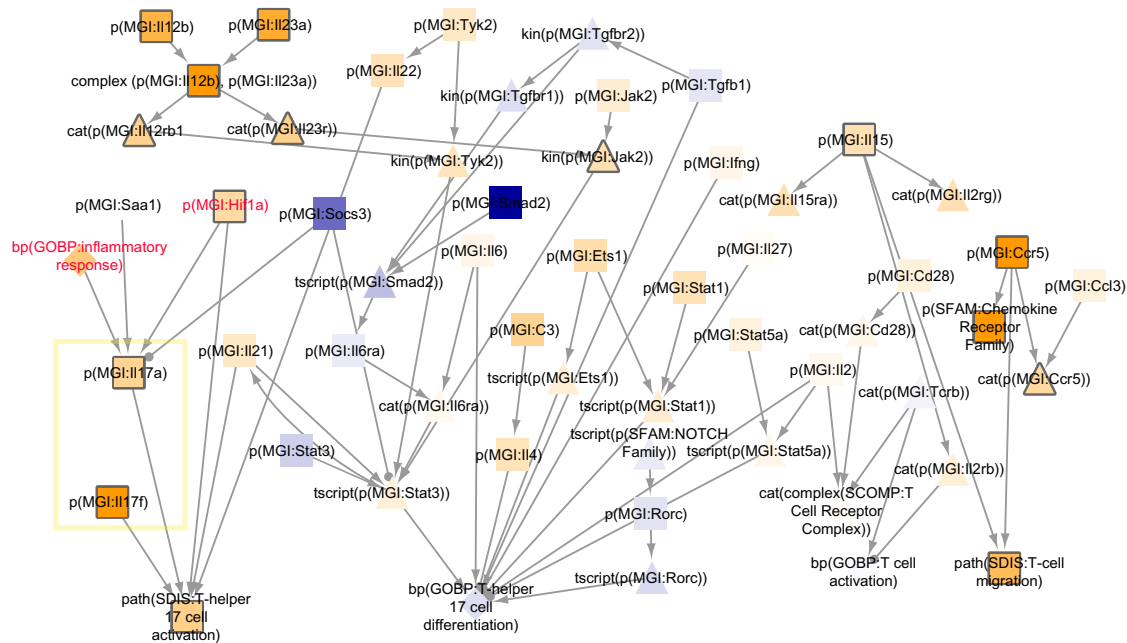 p(MGI:Il12b)
p(MGI:Il23a)
p(MGI:Tyk2)
kin(p(MGI:Tgfbr2))
p(MGI:Il22)
complex (p(MGI:Il12b), p(MGI:Il23a))
kin(p(MGI:Tgfbr1))
p(MGI:Jak2)
p(MGI:Tgfb1)
cat(p(MGI:Il12rb1
cat(p(MGI:Il23r))
kin(p(MGI:Tyk2))
kin(p(MGI:Jak2))
p(MGI:Ifng)
p(MGI:Il15)
cat(p(MGI:Il15ra))
cat(p(MGI:Il2rg))
p(MGI:Saa1)
p(MGI:Hif1a)
p(MGI:Socs3)
p(MGI:Smad2)
bp(GOBP:inflammatory
response)
p(MGI:Il6)
p(MGI:Ets1)
p(MGI:Il27)
p(MGI:Ccr5)
tscript(p(MGI:Smad2))
p(MGI:Stat1)
p(MGI:Cd28)
p(MGI:Ccl3)
p(SFAM:Chemokine
Receptor
Family)
p(MGI:C3)
p(MGI:Stat5a)
cat(p(MGI:Cd28))
p(MGI:Il21)
p(MGI:Il6ra)
p(MGI:Il17a)
p(MGI:Il2)
tscript(p(MGI:Ets1))
cat(p(MGI:Tcrb))
cat(p(MGI:Ccr5))
cat(p(MGI:Il6ra))
tscript(p(MGI:Stat1))
tscript(p(SFAM:NOTCH
Family))
p(MGI:Stat3)
p(MGI:Il4)
tscript(p(MGI:Stat5a))
cat(p(MGI:Il2rb))
p(MGI:Il17f)
tscript(p(MGI:Stat3))
cat(complex(SCOMP:T
Cell Receptor
Complex))
p(MGI:Rorc)
bp(GOBP:T cell
activation)
path(SDIS:T-cell
migration)
tscript(p(MGI:Rorc))
path(SDIS:T-helper
17 cell
activation)
bp(GOBP:T-helper
17 cell
differentiation)